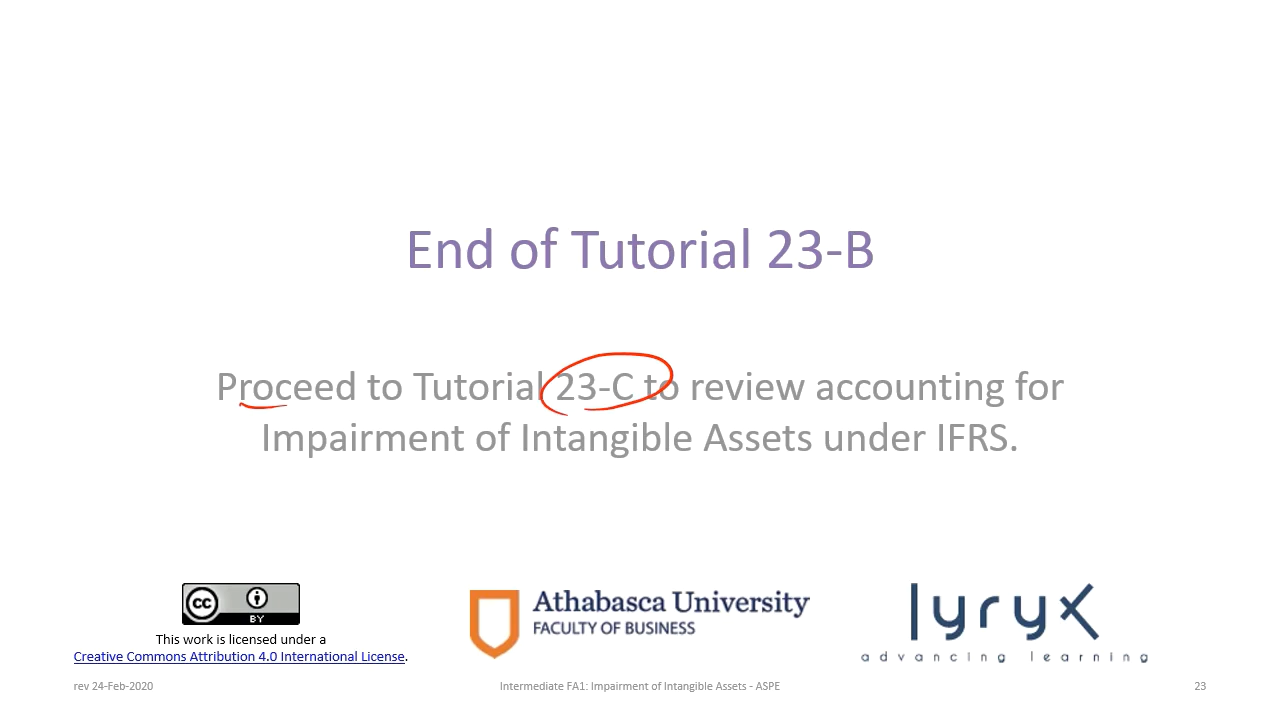 End of Tutorial 23-B
Proceed to Tutorial 23-C to review accounting for
Impairment of Intangible Assets under IFRS.
cc
BY
This work is licensed under a
Creative Commons Attribution 4.0 International License.
Athabasca University
FACULTY OF BUSINESS
lyryx
advancing learning
rev 24-Feb-2020
Intermediate FA1: Impairment of Intangible Assets - ASPE
23